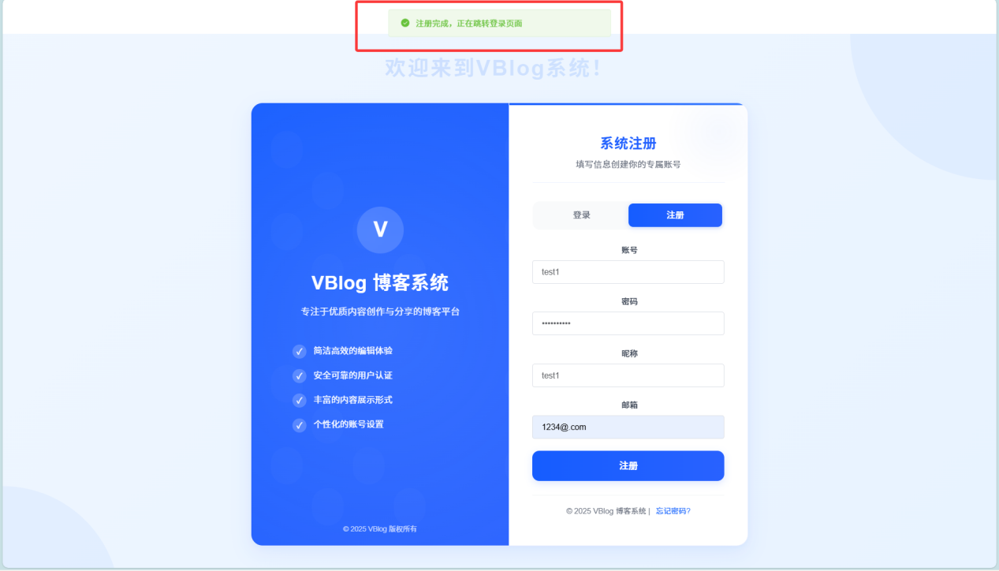 注册完成，正在跳转登录页面
欢迎来到VBlog系统！
V
VBlog 博客系统
专注于优质内容创作与分享的博客平台
✓ 简洁高效的编辑体验
✓ 安全可靠的用户认证
✓ 丰富的内容展示形式
✓ 个性化的账号设置
© 2025 VBlog 版权所有
系统注册
填写信息创建你的专属账号
登录 注册
账号
test1
密码
••••••••••
昵称
test1
邮箱
1234@.com
注册
© 2025 VBlog 博客系统 | 忘记密码?